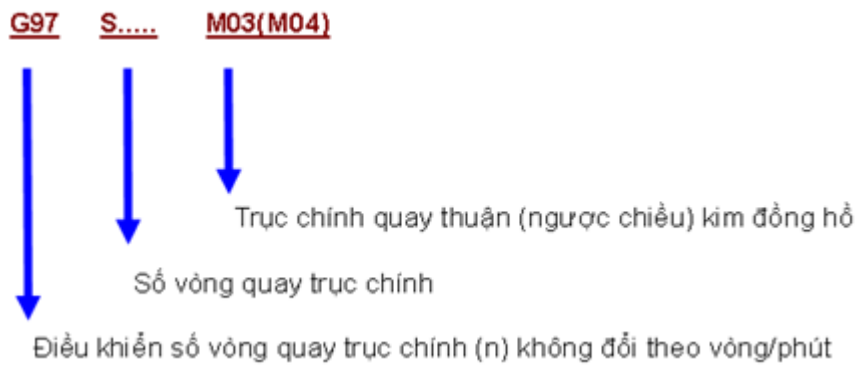 G97 S..... M03(M04)
Trục chính quay thuận (ngược chiều) kim đồng hồ
Số vòng quay trục chính
Điều khiển số vòng quay trục chính (n) không đổi theo vòng/phút